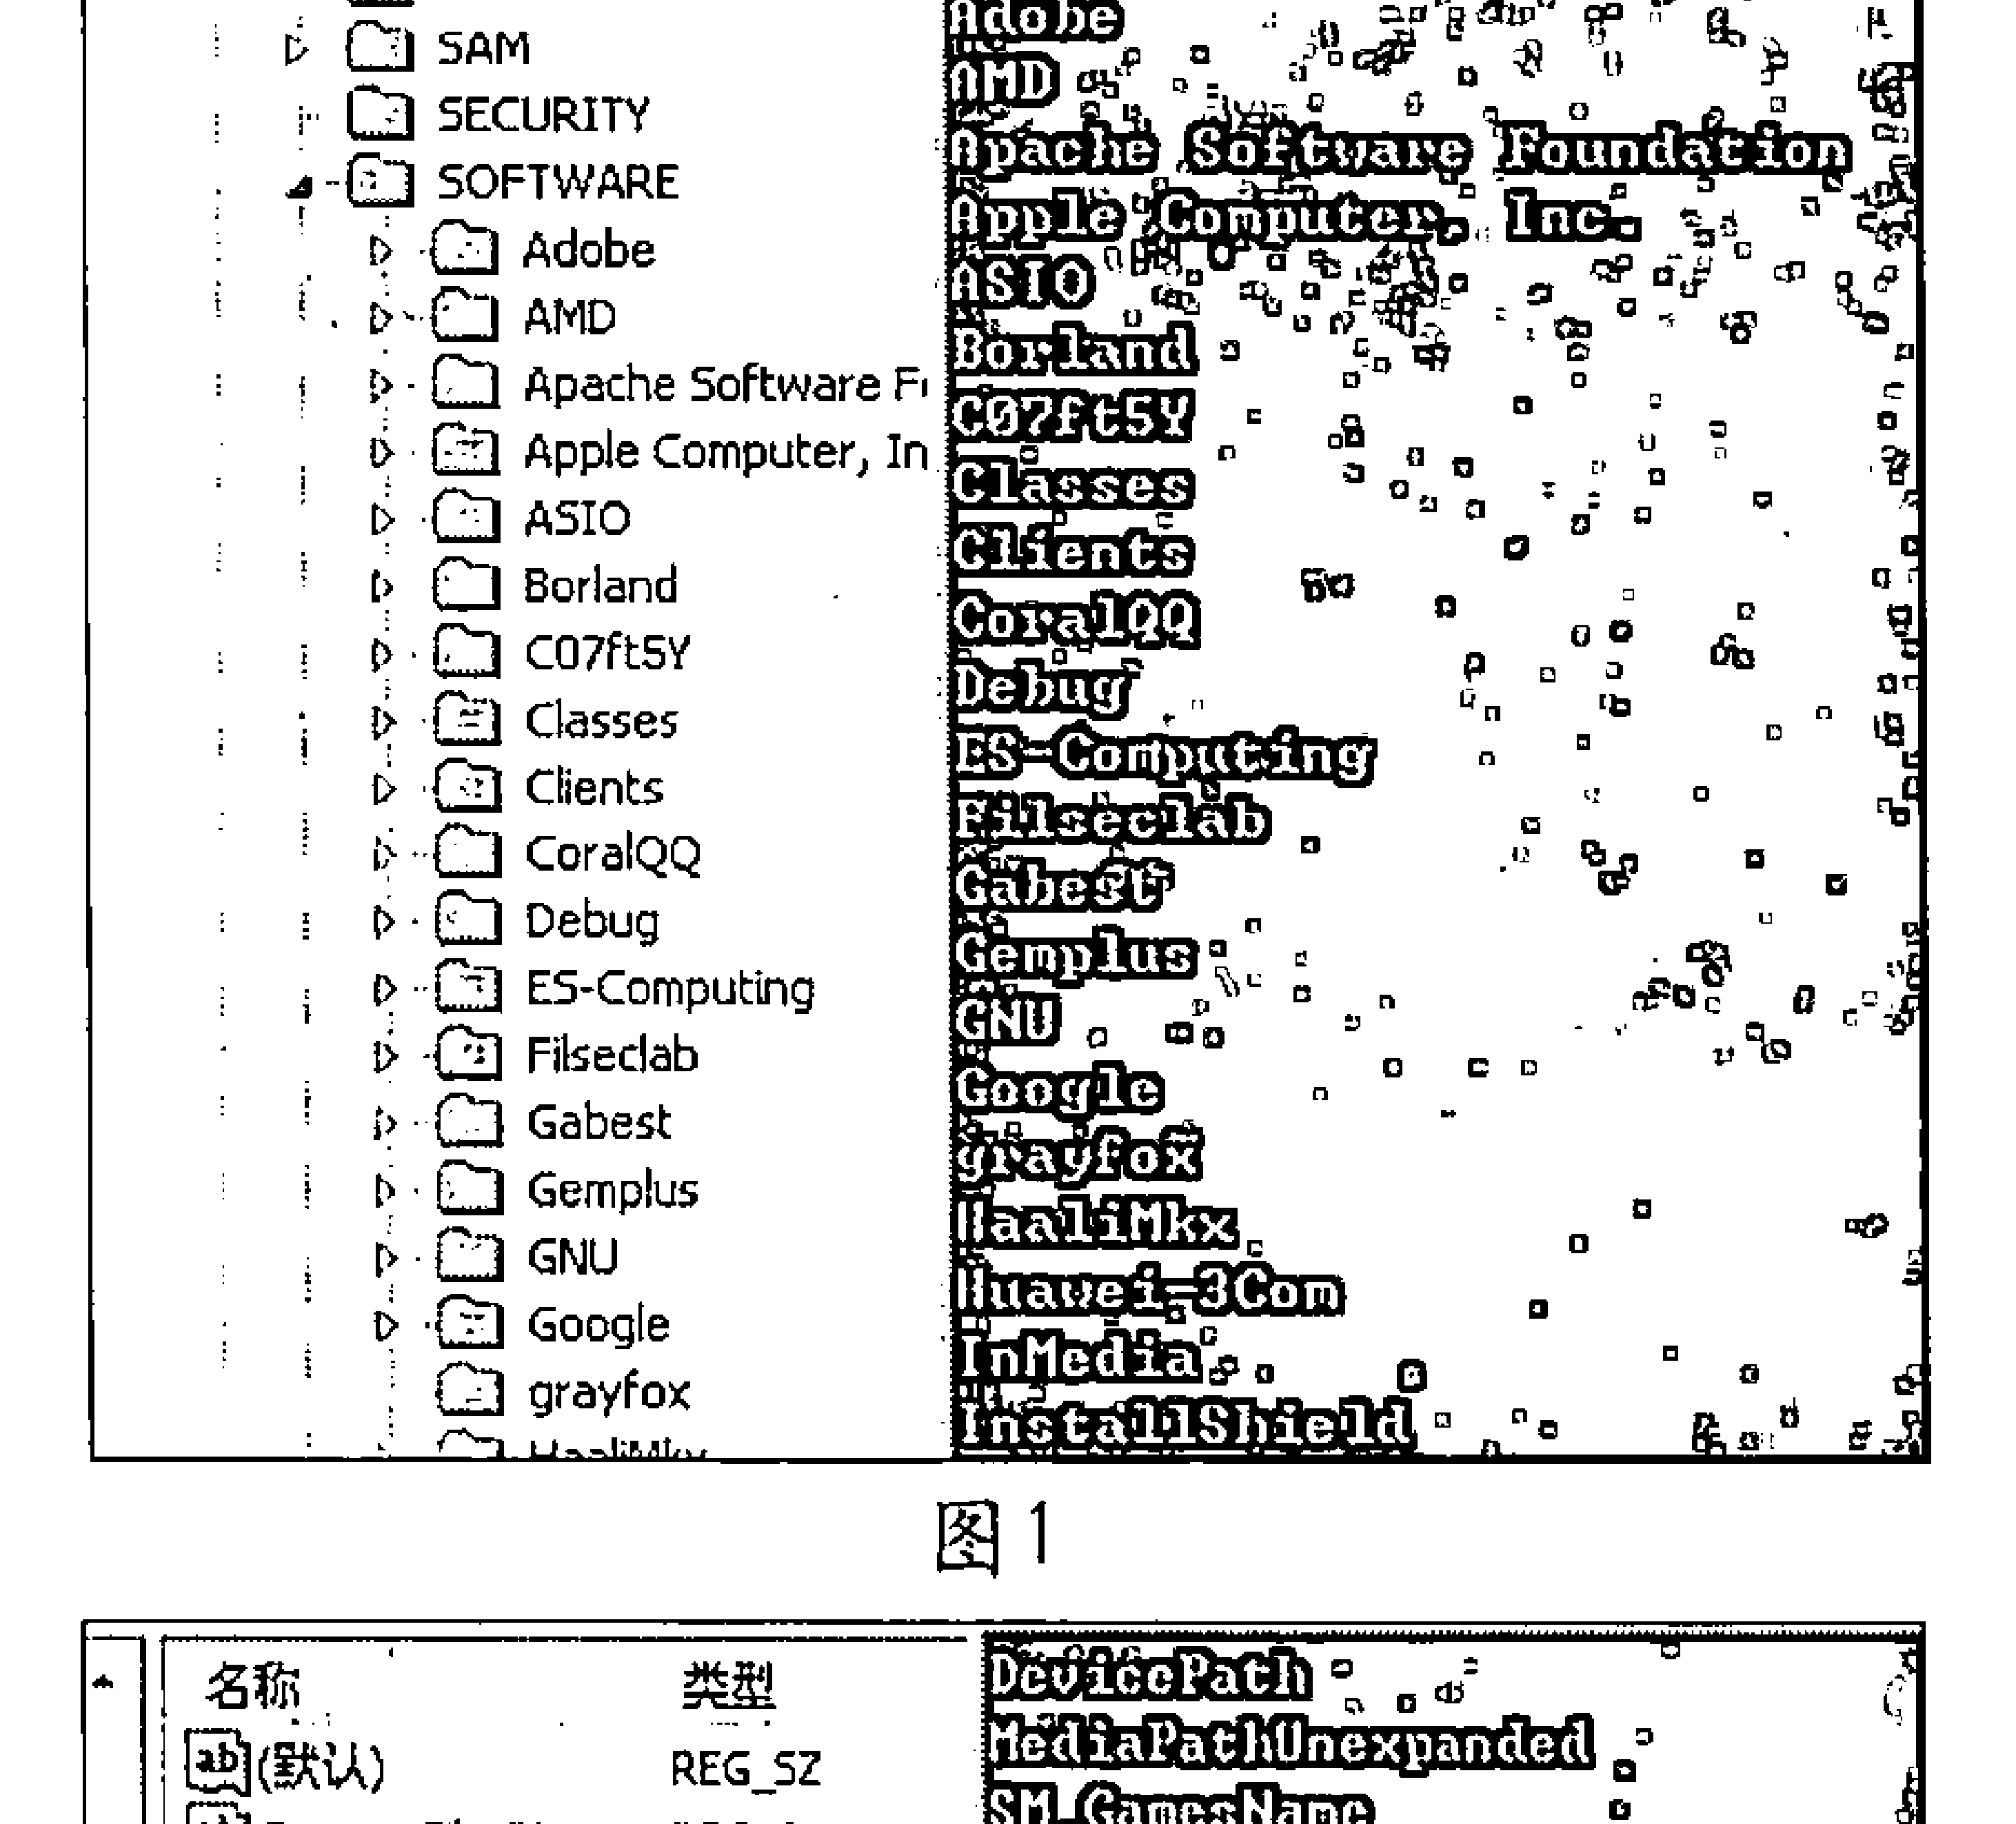 SAM
SECURITY
SOFTWARE
Adobe
AMD
Apache Software F
Apple Computer, In
ASIO
Borland
C07ft5Y
Classes
Clients
CoralQQ
Debug
ES-Computing
Filseclab
Gabest
Gemplus
GNU
Google
grayfox
HaaliMkx
Adobe
AMD
Apache Software Foundation
Apple Computer, Inc.
ASIO
Borland
C07ft5Y
Classes
Clients
CoralQQ
Debug
ES-Computing
Filseclab
Gabest
Gemplus
GNU
Google
grayfox
HaaliMkx
Huawei-3Com
InMedia
InstallShield
图1
名称 类型
ab (默认) REG_SZ
DevicePath
MediaPathUnexpanded
SM_GamesName